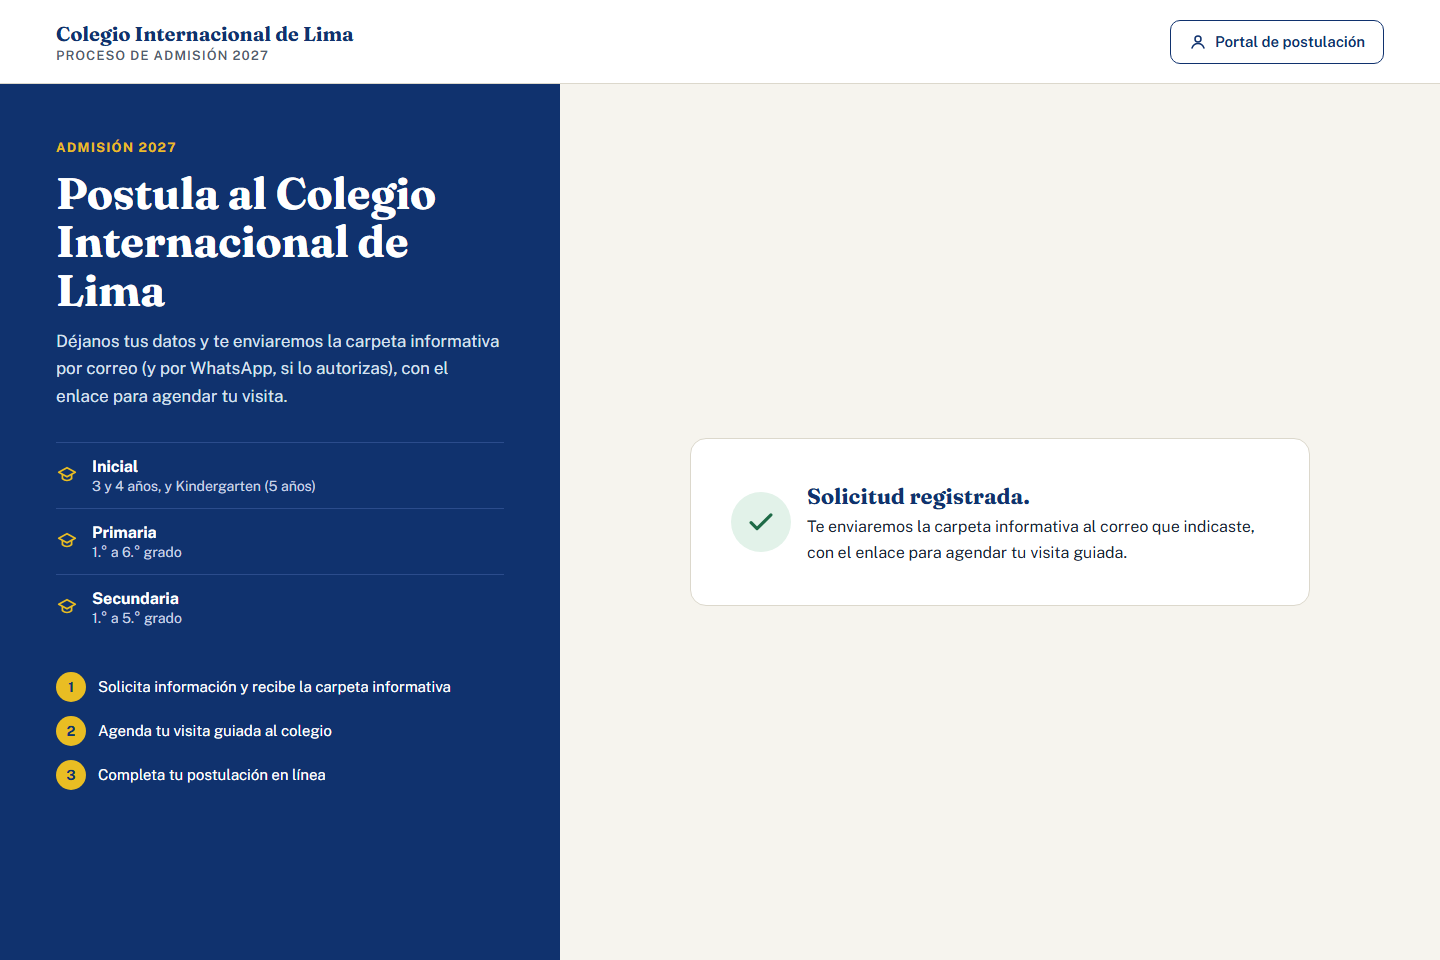 Colegio Internacional de Lima
PROCESO DE ADMISIÓN 2027
Portal de postulación
ADMISIÓN 2027
Postula al Colegio
Internacional de
Lima
Déjanos tus datos y te enviaremos la carpeta informativa
por correo (y por WhatsApp, si lo autorizas), con el
enlace para agendar tu visita.
Inicial
3 y 4 años, y Kindergarten (5 años)
Primaria
1.° a 6.° grado
Secundaria
1.° a 5.° grado
1 Solicita información y recibe la carpeta informativa
2 Agenda tu visita guiada al colegio
3 Completa tu postulación en línea
Solicitud registrada.
Te enviaremos la carpeta informativa al correo que indicaste,
con el enlace para agendar tu visita guiada.